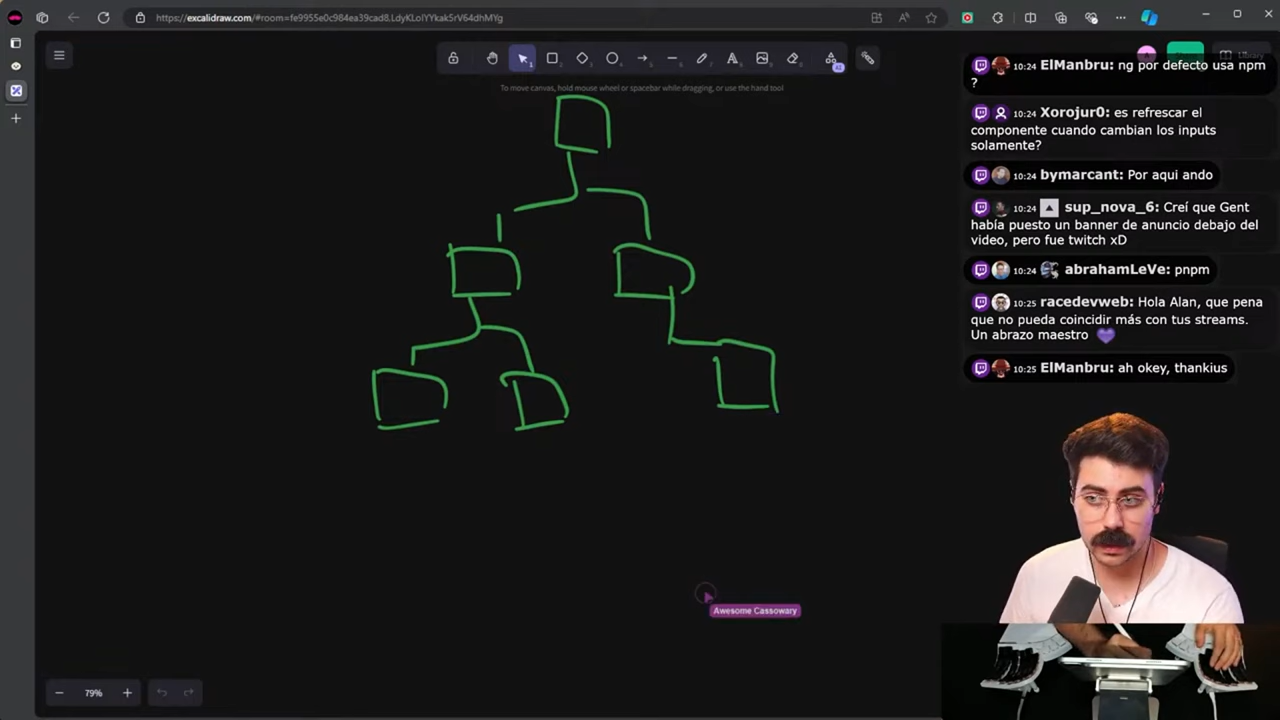 https://excalidraw.com/#room=fe9955e0c984ea39cad8,LdyKLoIYYkak5rV64dhMYg
To move canvas, hold mouse wheel or spacebar while dragging, or use the hand tool
AI
Library
10:24 ElManbru: ng por defecto usa npm
?
10:24 Xorojur0: es refrescar el
componente cuando cambian los inputs
solamente?
10:24 bymarcant: Por aqui ando
10:24 sup_nova_6: Creí que Gent
había puesto un banner de anuncio debajo del
video, pero fue twitch xD
10:24 abrahamLeVe: pnpm
10:25 racedevweb: Hola Alan, que pena
que no pueda coincidir más con tus streams.
Un abrazo maestro
10:25 ElManbru: ah okey, thankius
Awesome Cassowary
79%